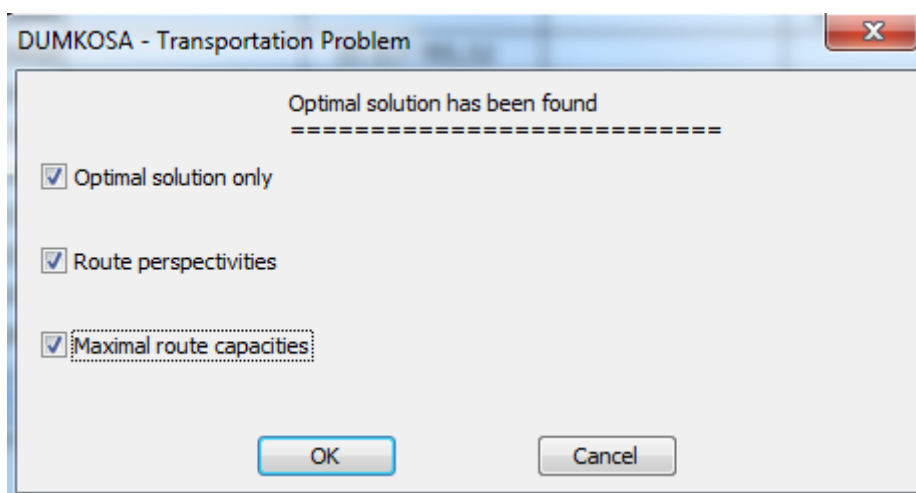 DUMKOSA - Transportation Problem
Optimal solution has been found
===========================
Optimal solution only
Route perspectivities
Maximal route capacities
OK Cancel